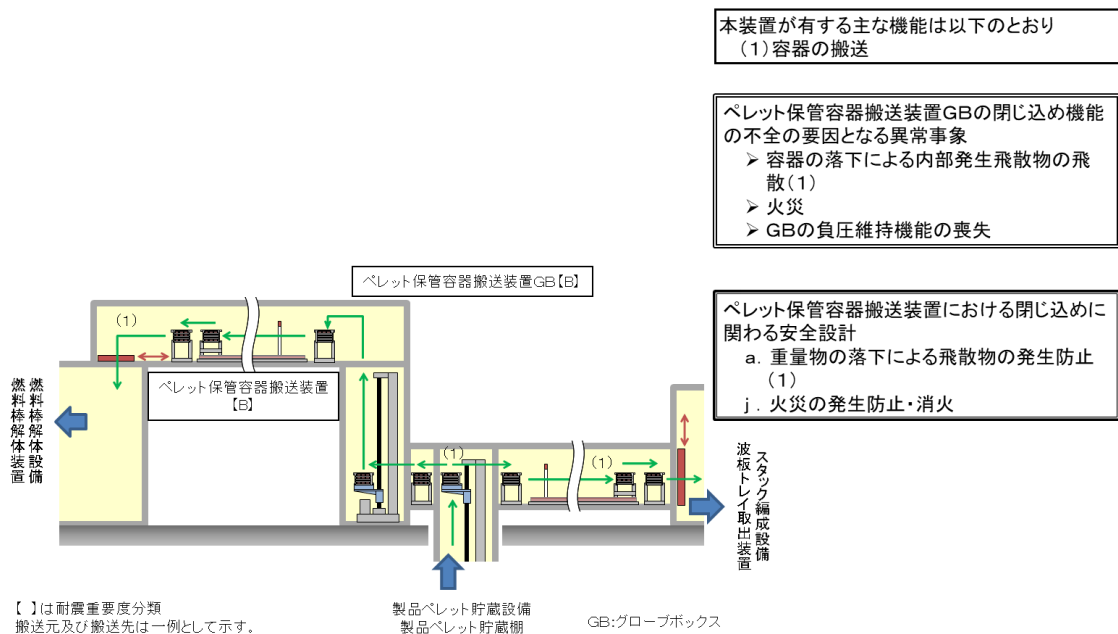 本装置が有する主な機能は以下のとおり
(1)容器の搬送
ペレット保管容器搬送装置GBの閉じ込め機能
の不全の要因となる異常事象
➢ 容器の落下による内部発生飛散物の飛
散(1)
➢ 火災
➢ GBの負圧維持機能の喪失
ペレット保管容器搬送装置GB【B】
ペレット保管容器搬送装置における閉じ込めに
関わる安全設計
a. 重量物の落下による飛散物の発生防止
(1)
j. 火災の発生防止・消火
(1)
ペレット保管容器搬送装置
【B】
燃料棒解体設備
燃料棒解体装置
(1)
(1)
スタック編成設備
波板トレイ取出装置
【 】は耐震重要度分類
搬送元及び搬送先は一例として示す。
製品ペレット貯蔵設備
製品ペレット貯蔵棚
GB:グローブボックス